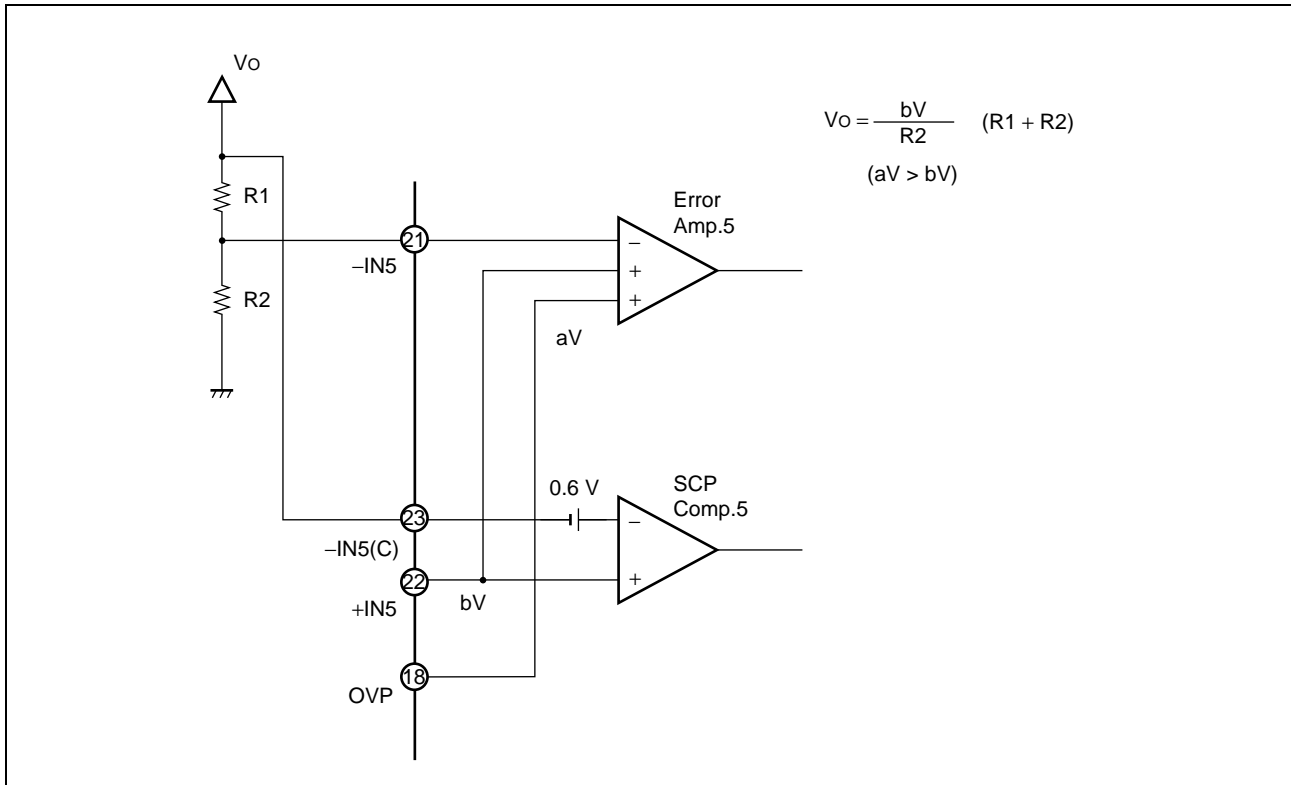 Vo
Vo = bV / R2 (R1 + R2)
(aV > bV)
R1
R2
21
−IN5
Error
Amp.5
−
+
+
aV
0.6 V
SCP
Comp.5
23
−IN5(C)
−
22
+IN5
bV
+
18
OVP